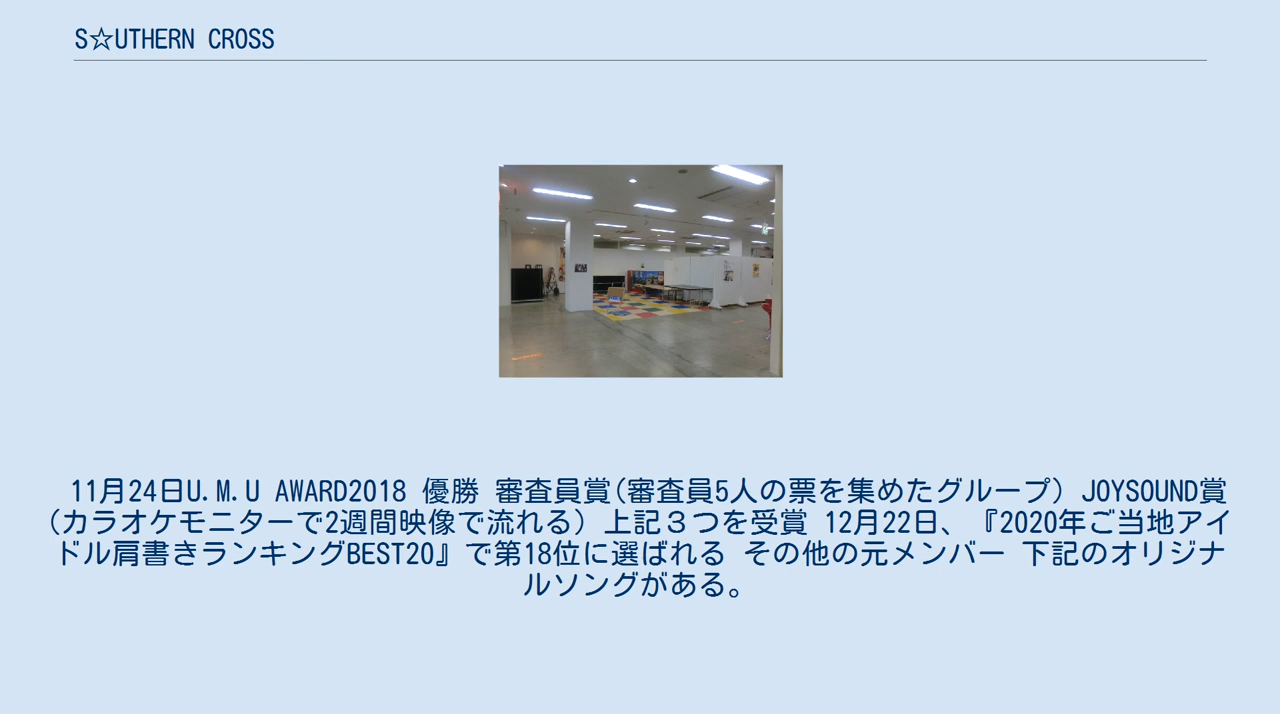 S☆UTHERN CROSS
11月24日U.M.U AWARD2018 優勝 審査員賞(審査員5人の票を集めたグループ) JOYSOUND賞
(カラオケモニターで2週間映像で流れる) 上記３つを受賞 12月22日、『2020年ご当地アイ
ドル肩書きランキングBEST20』で第18位に選ばれる その他の元メンバー 下記のオリジナ
ルソングがある。